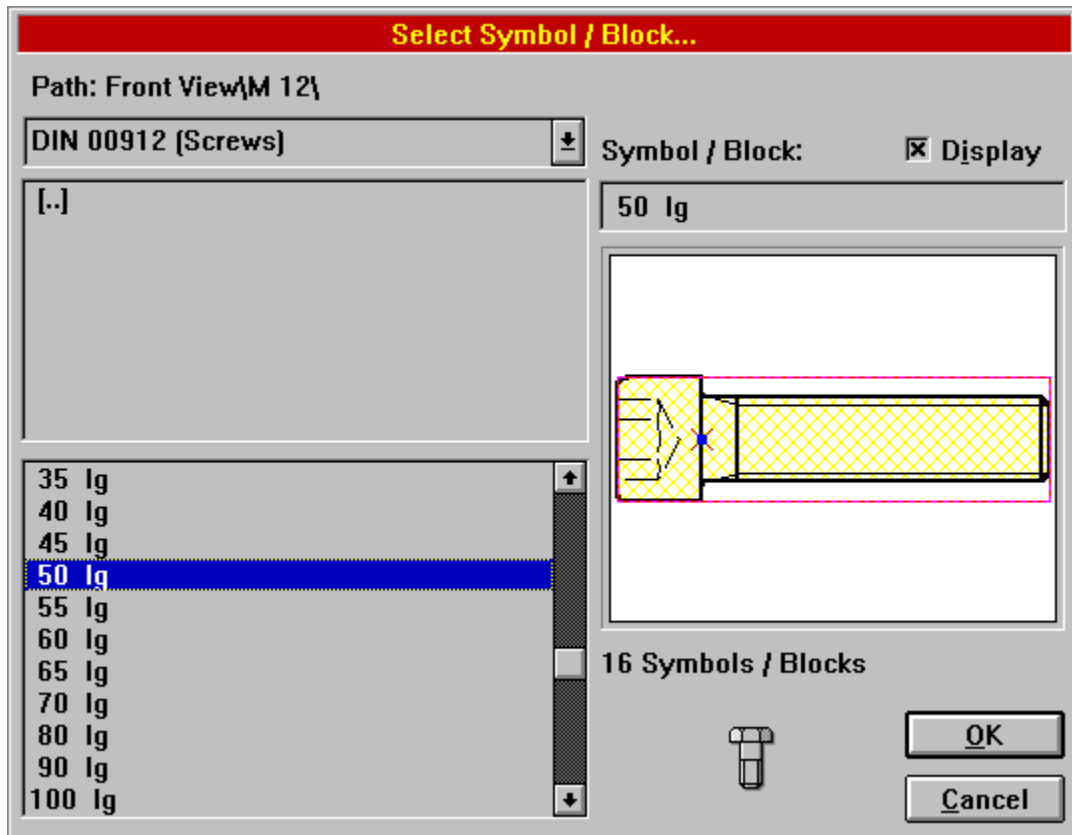 Select Symbol / Block...
Path: Front View\M 12\
DIN 00912 (Screws)
[..]
35 lg
40 lg
45 lg
50 lg
55 lg
60 lg
65 lg
70 lg
80 lg
90 lg
100 lg
Symbol / Block:
Display
50 lg
16 Symbols / Blocks
OK
Cancel